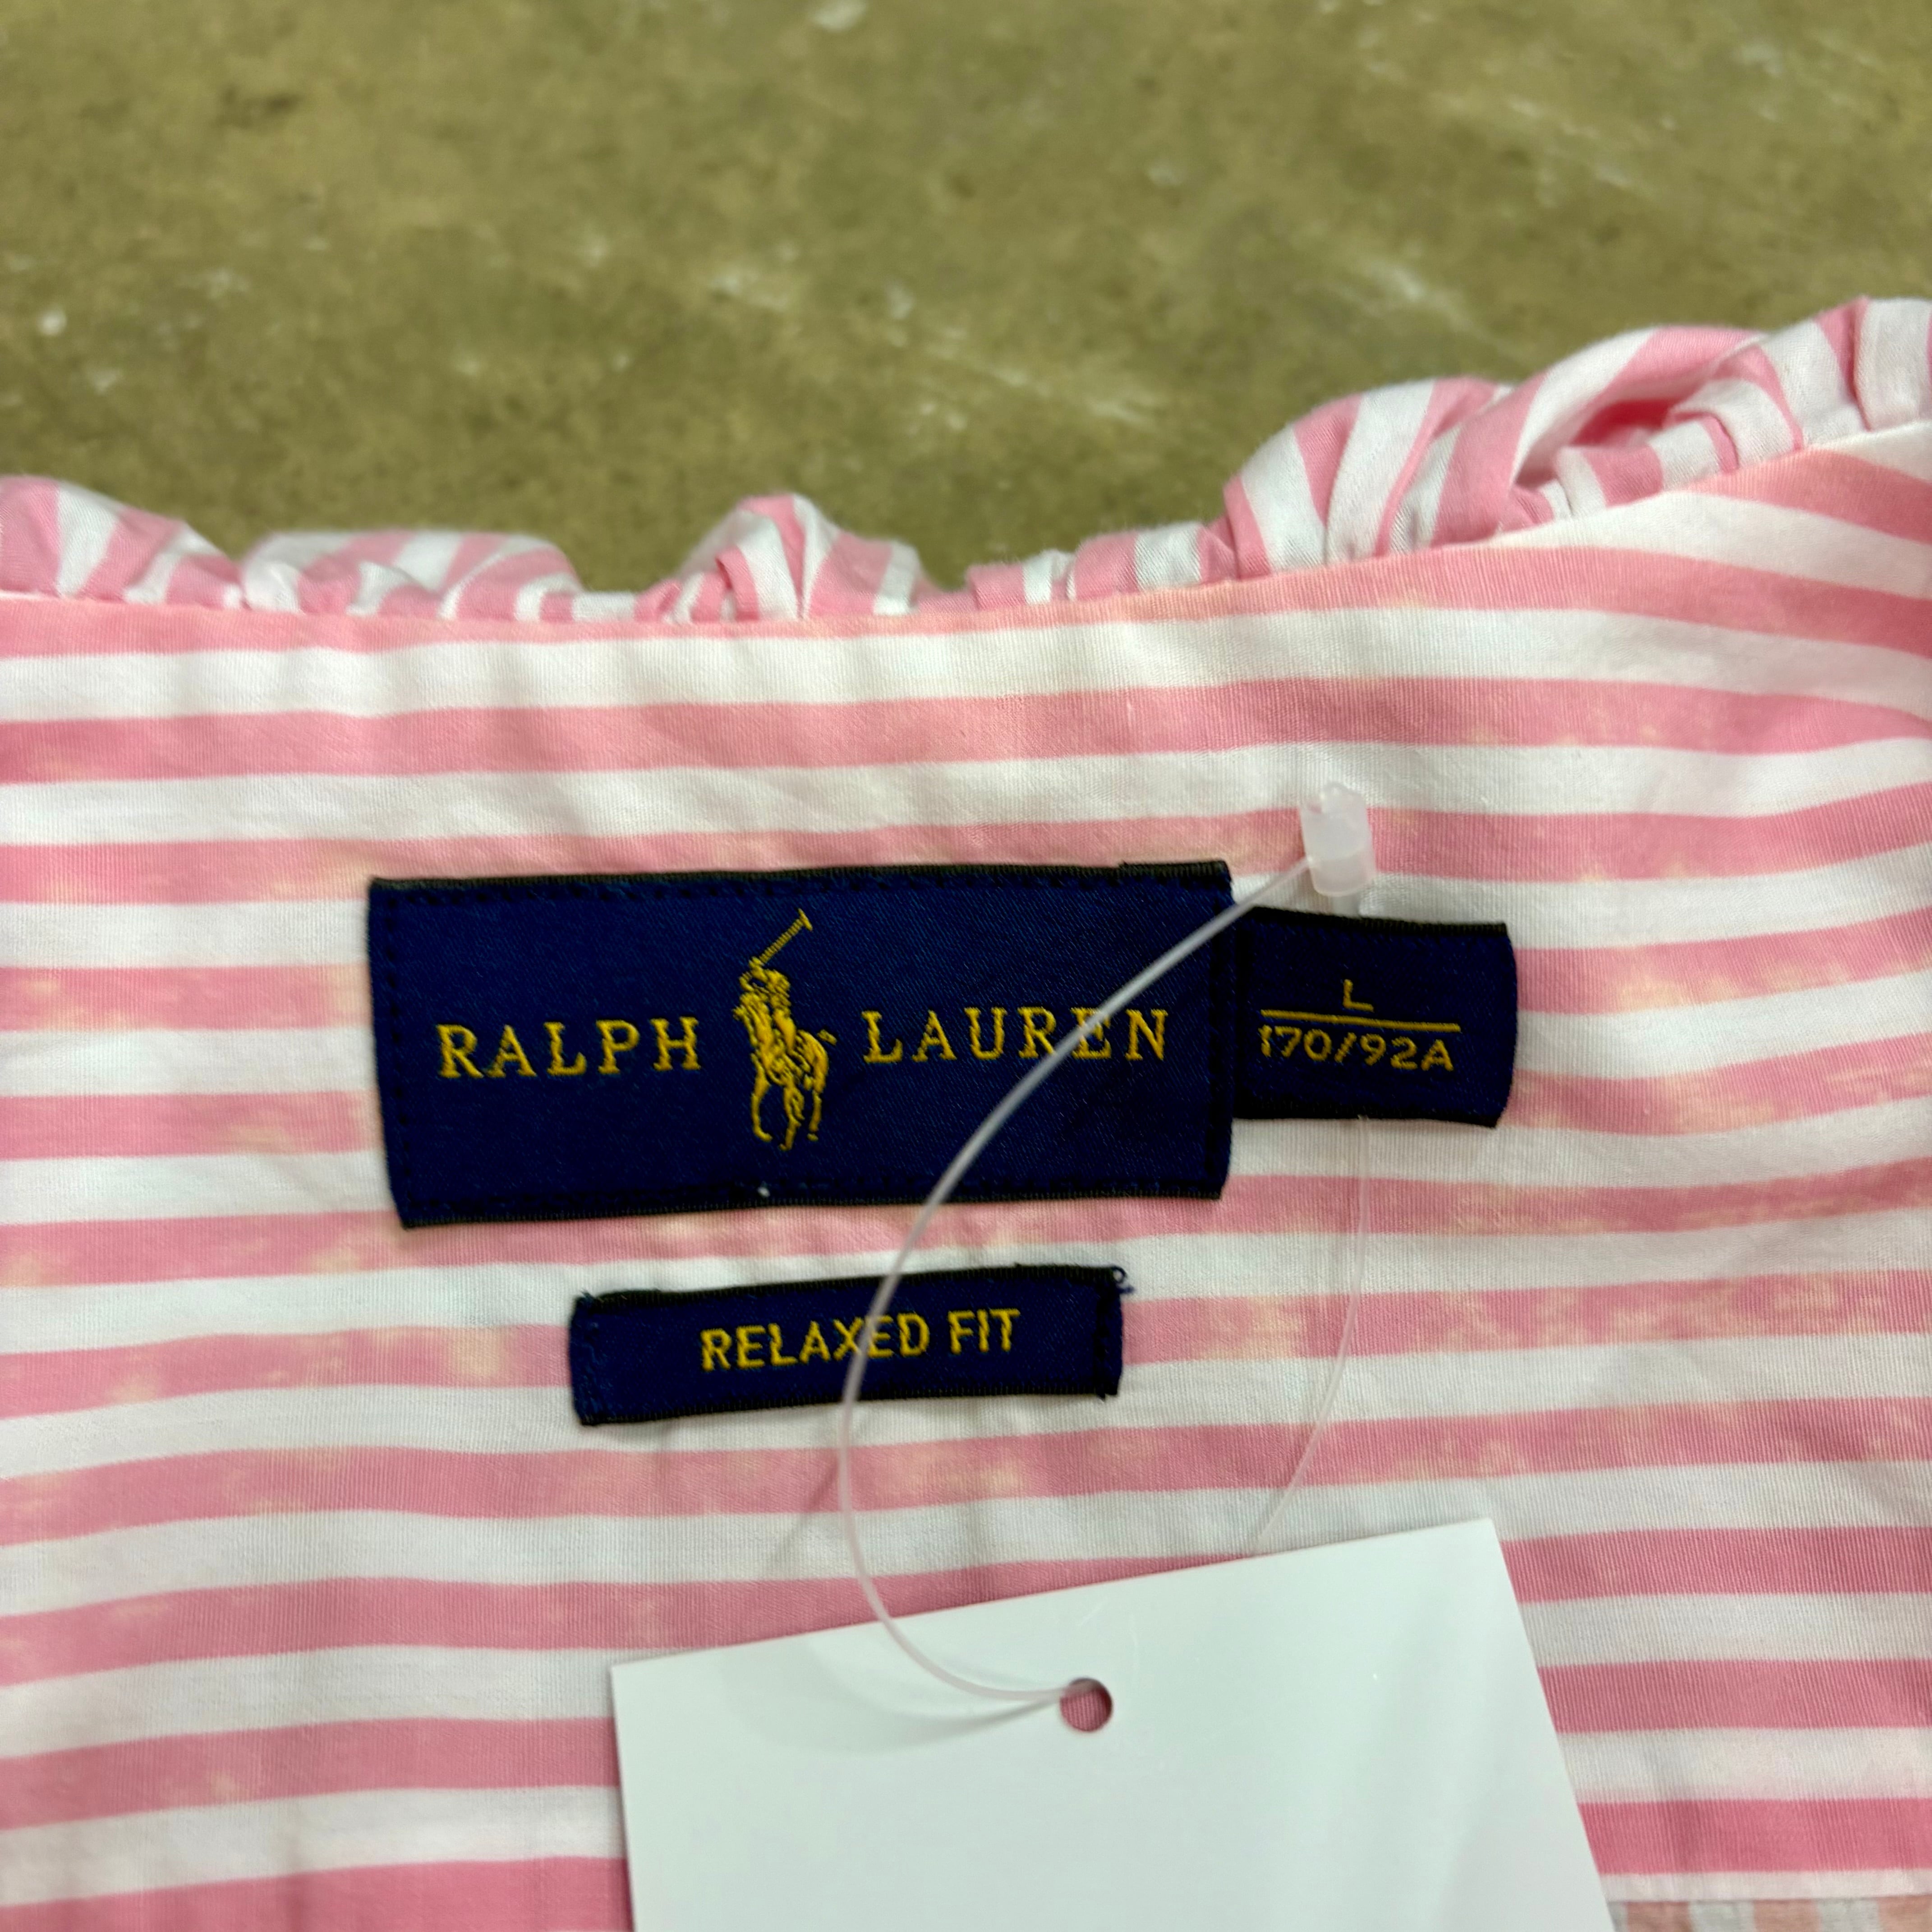 RALPH LAUREN
L
170/92A
RELAXED FIT